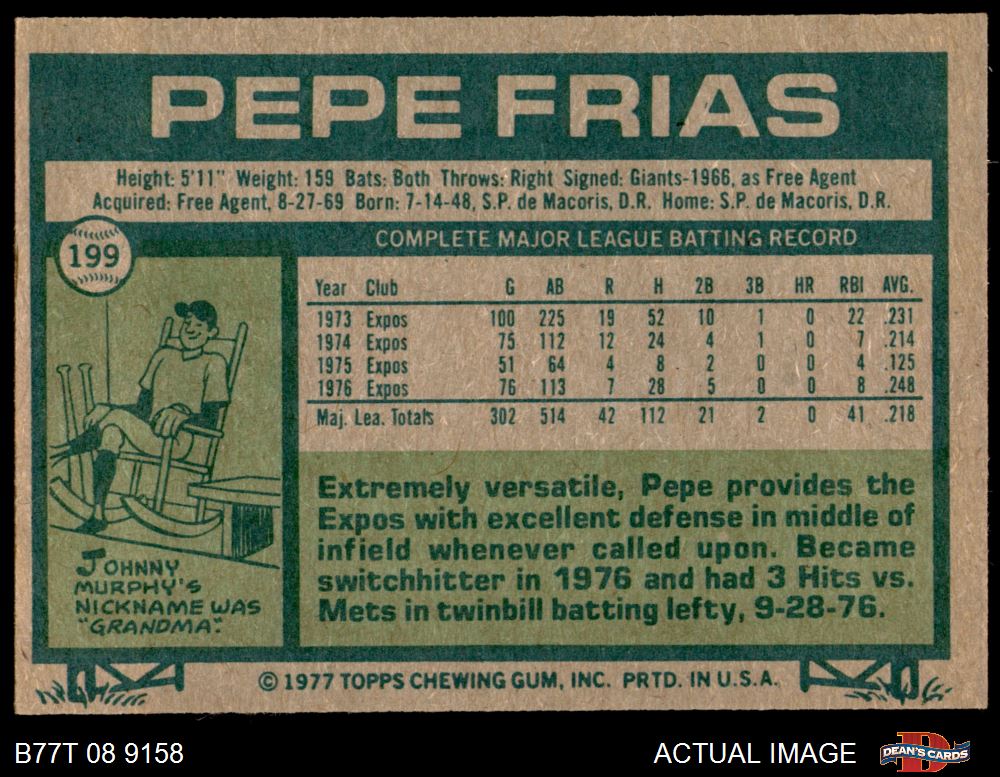 PEPE FRIAS
Height: 5'11" Weight: 159 Bats: Both Throws: Right Signed: Giants-1966, as Free Agent
Acquired: Free Agent, 8-27-69 Born: 7-14-48, S.P. de Macoris, D.R. Home: S.P. de Macoris, D.R.
199
COMPLETE MAJOR LEAGUE BATTING RECORD
Year Club G AB R H 2B 3B HR RBI AVG.
1973 Expos 100 225 19 52 10 1 0 22 .231
1974 Expos 75 112 12 24 4 1 0 7 .214
1975 Expos 51 64 4 8 2 0 0 4 .125
1976 Expos 76 113 7 28 5 0 0 8 .248
Maj. Lea. Totals 302 514 42 112 21 2 0 41 .218
Extremely versatile, Pepe provides the
Expos with excellent defense in middle of
infield whenever called upon. Became
switchhitter in 1976 and had 3 Hits vs.
Mets in twinbill batting lefty, 9-28-76.
JOHNNY
MURPHY'S
NICKNAME WAS
"GRANDMA."
© 1977 TOPPS CHEWING GUM, INC. PRTD. IN U.S.A.
B77T 08 9158
ACTUAL IMAGE
D
DEAN'S CARDS